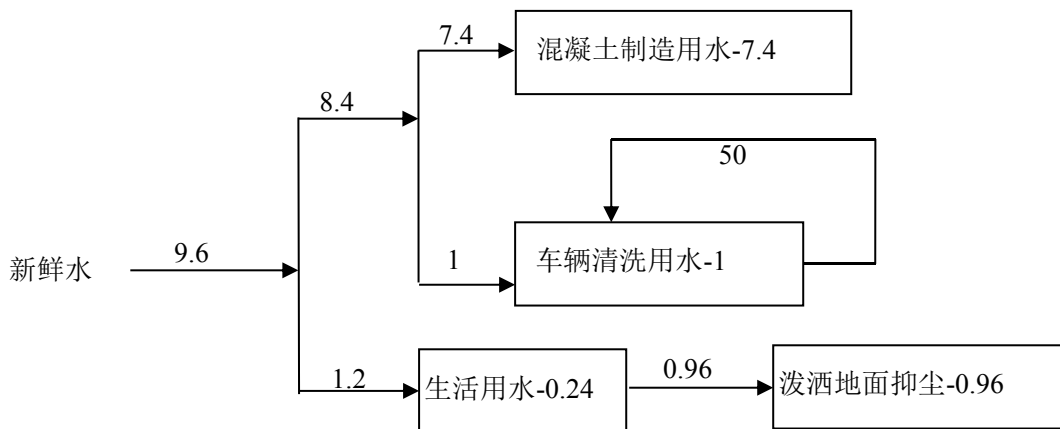 7.4
混凝土制造用水-7.4
8.4
50
新鲜水
9.6
1
车辆清洗用水-1
1.2
生活用水-0.24
0.96
泼洒地面抑尘-0.96